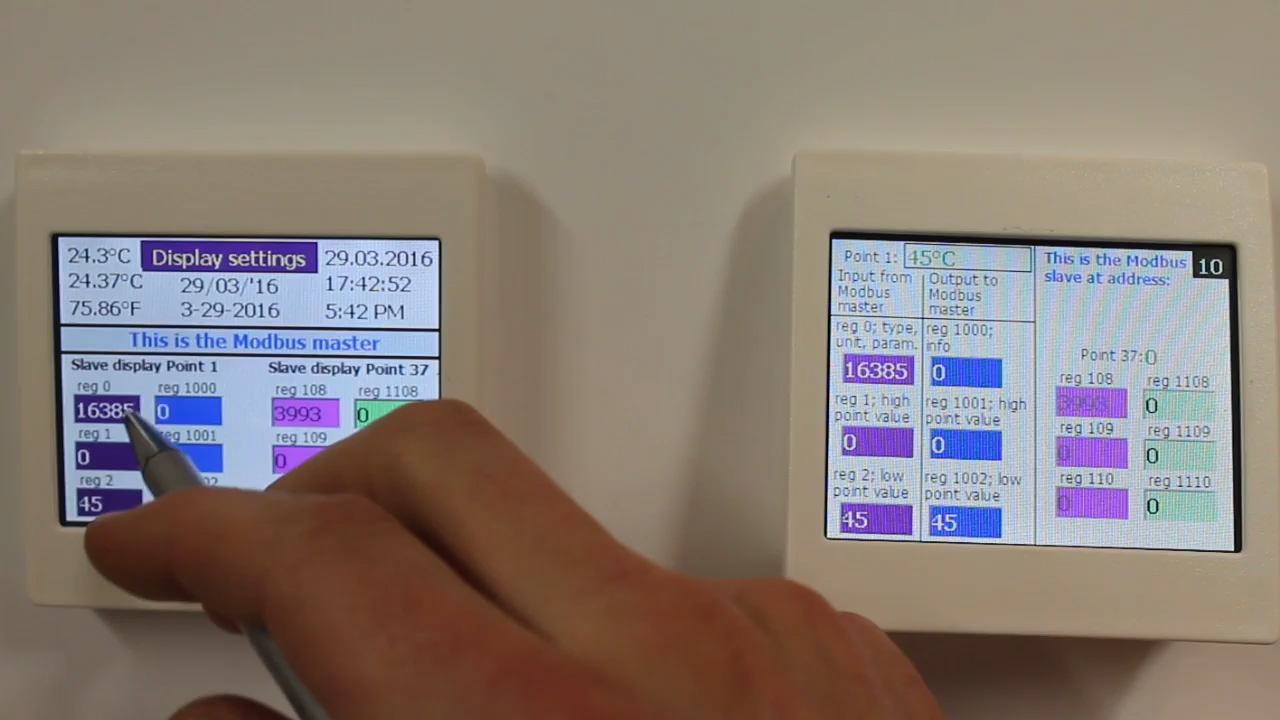 24.3°C Display settings 29.03.2016
24.37°C 29/03/'16 17:42:52
75.86°F 3-29-2016 5:42 PM
This is the Modbus master
Slave display Point 1 Slave display Point 37
reg 0 reg 1000 reg 108 reg 1108
16385 0 3993 0
reg 1 1001 reg 109
0 0
reg 2
45
Point 1: 45°C
Input from Modbus master
Output to Modbus master
reg 0; type, unit, param.
reg 1000; info
16385 0
reg 1; high point value
reg 1001; high point value
0 0
reg 2; low point value
reg 1002; low point value
45 45
This is the Modbus slave at address: 10
Point 37: 0
reg 108 reg 1108
3993 0
reg 109 reg 1109
0 0
reg 110 reg 1110
0 0